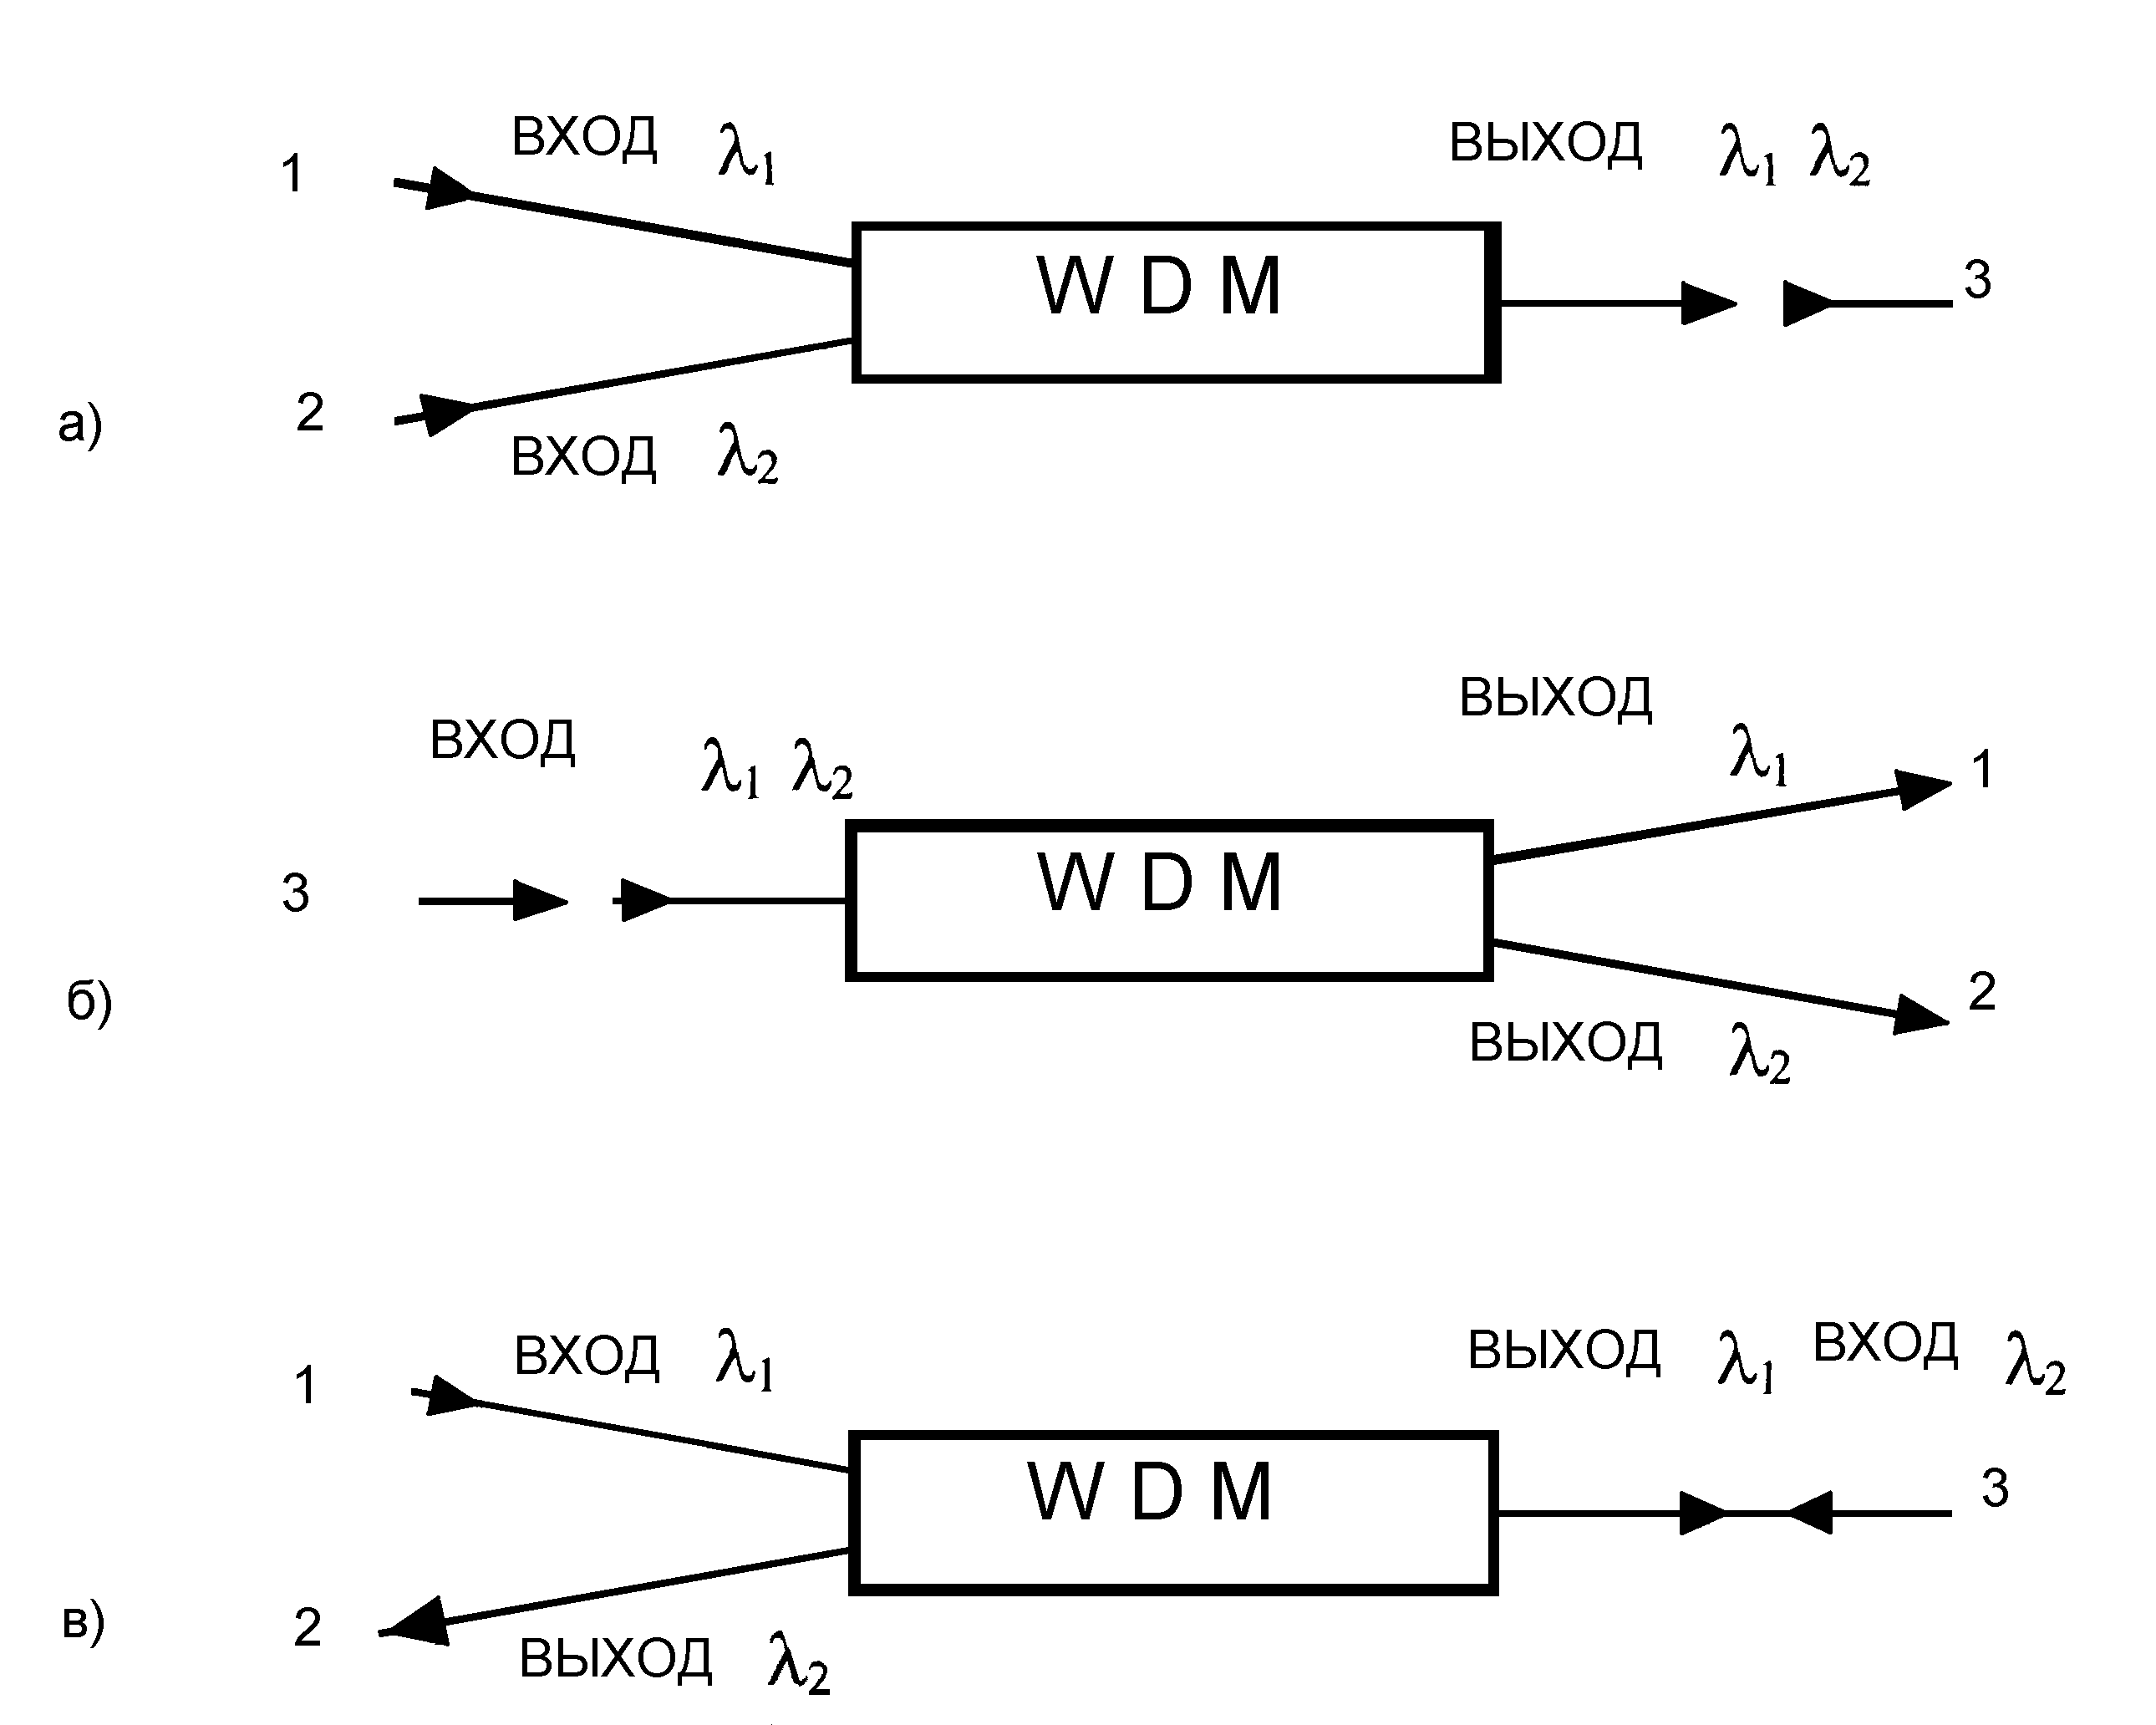 1 ВХОД λ1 ВЫХОД λ1 λ2
W D M 3
а) 2 ВХОД λ2
ВЫХОД
ВХОД λ1 λ2 λ1 1
3 W D M
б) 2
ВЫХОД λ2
1 ВХОД λ1 ВЫХОД λ1 ВХОД λ2
W D M 3
в) 2 ВЫХОД λ2